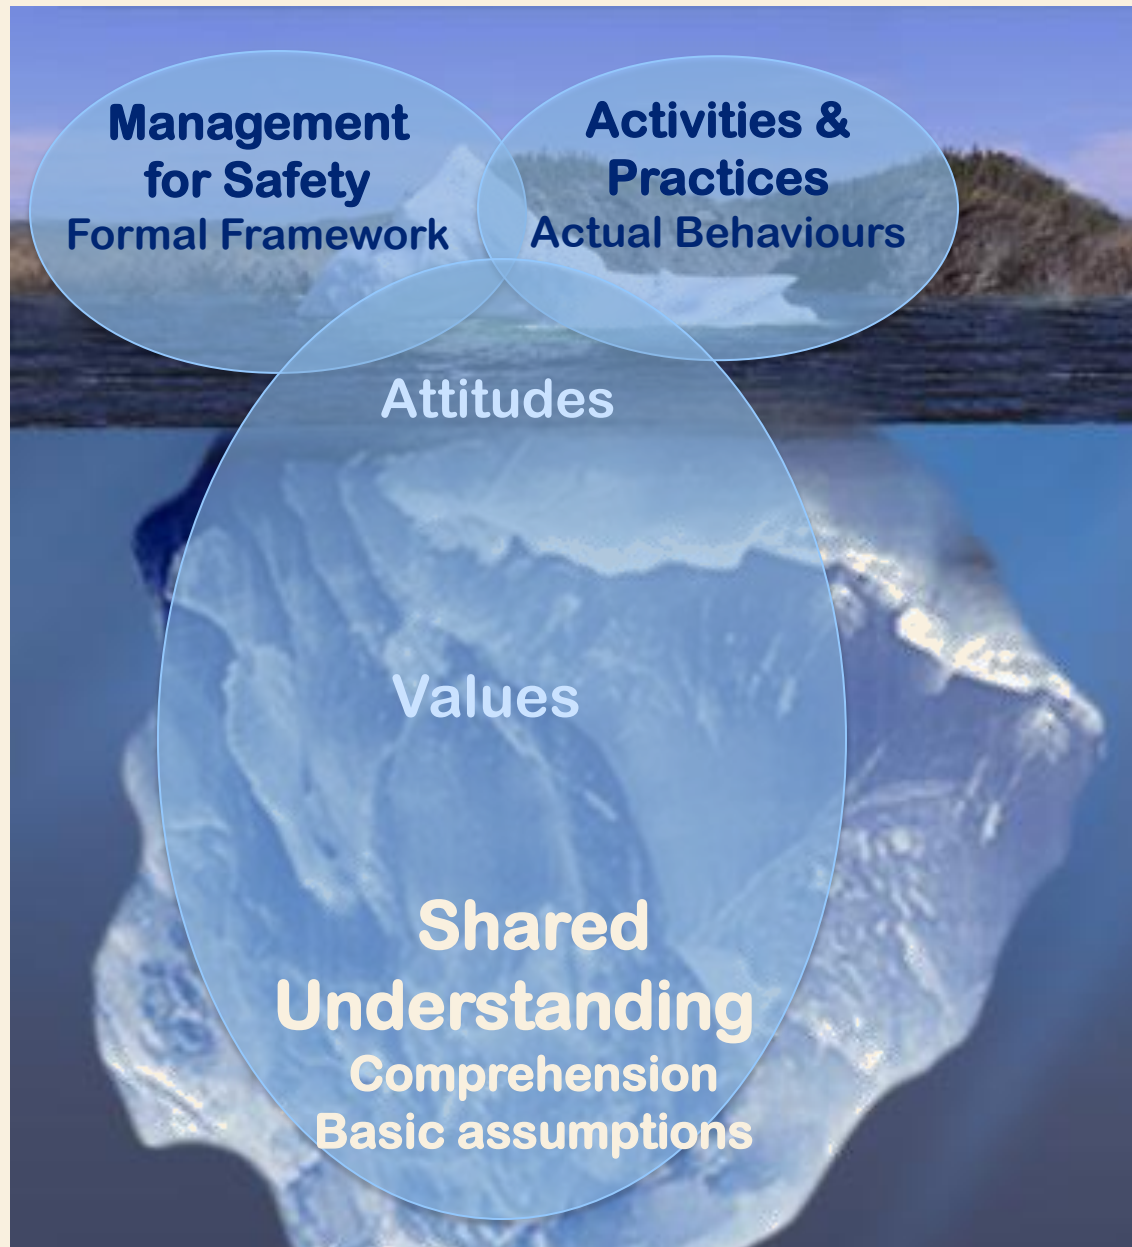 Management
for Safety
Formal Framework
Activities &
Practices
Actual Behaviours
Attitudes
Values
Shared
Understanding
Comprehension
Basic assumptions